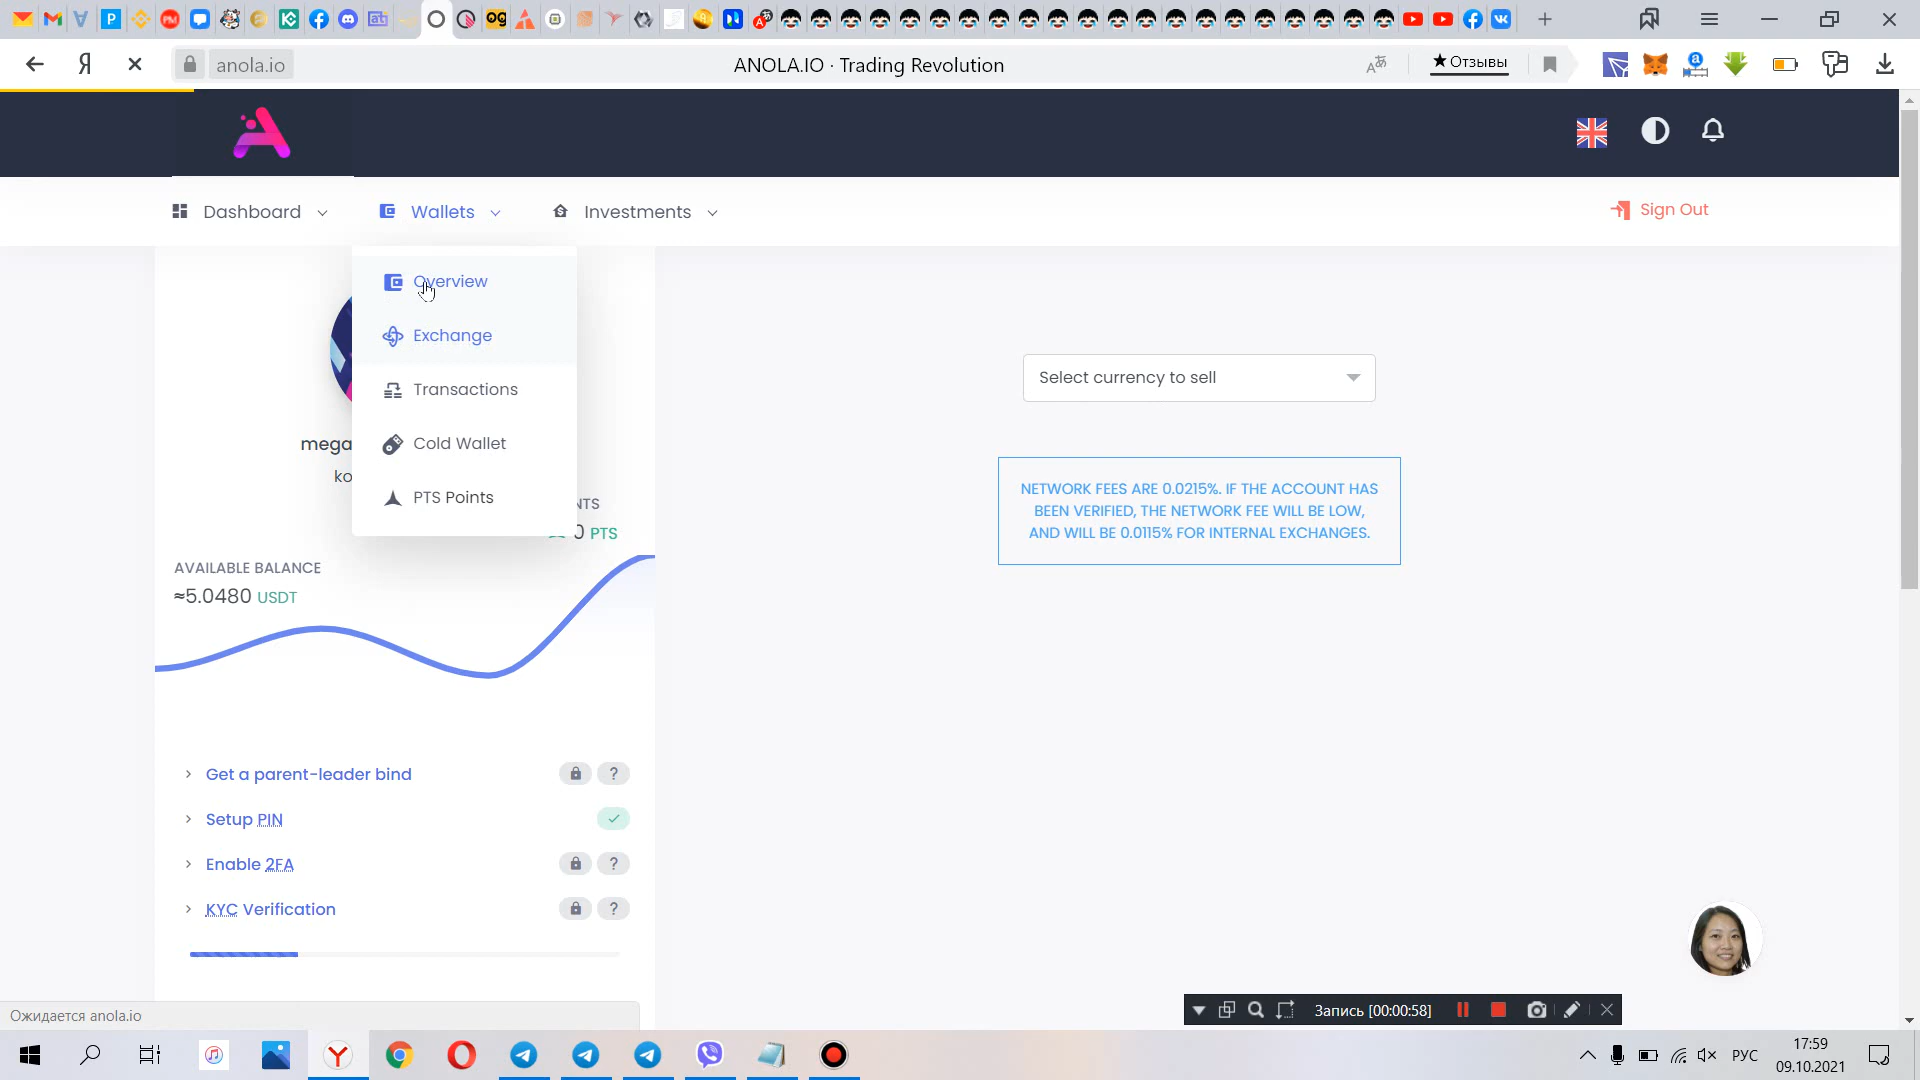 anola.io
ANOLA.IO · Trading Revolution
★Отзывы
Dashboard
Wallets
Investments
Sign Out
Overview
Exchange
Transactions
Cold Wallet
PTS Points
Select currency to sell
NETWORK FEES ARE 0.0215%. IF THE ACCOUNT HAS
BEEN VERIFIED, THE NETWORK FEE WILL BE LOW,
AND WILL BE 0.0115% FOR INTERNAL EXCHANGES.
mega
ko
NTS
0 PTS
AVAILABLE BALANCE
≈5.0480 USDT
Get a parent-leader bind
?
Setup PIN
Enable 2FA
?
KYC Verification
?
Ожидается anola.io
Запись [00:00:58]
РУС
17:59
09.10.2021